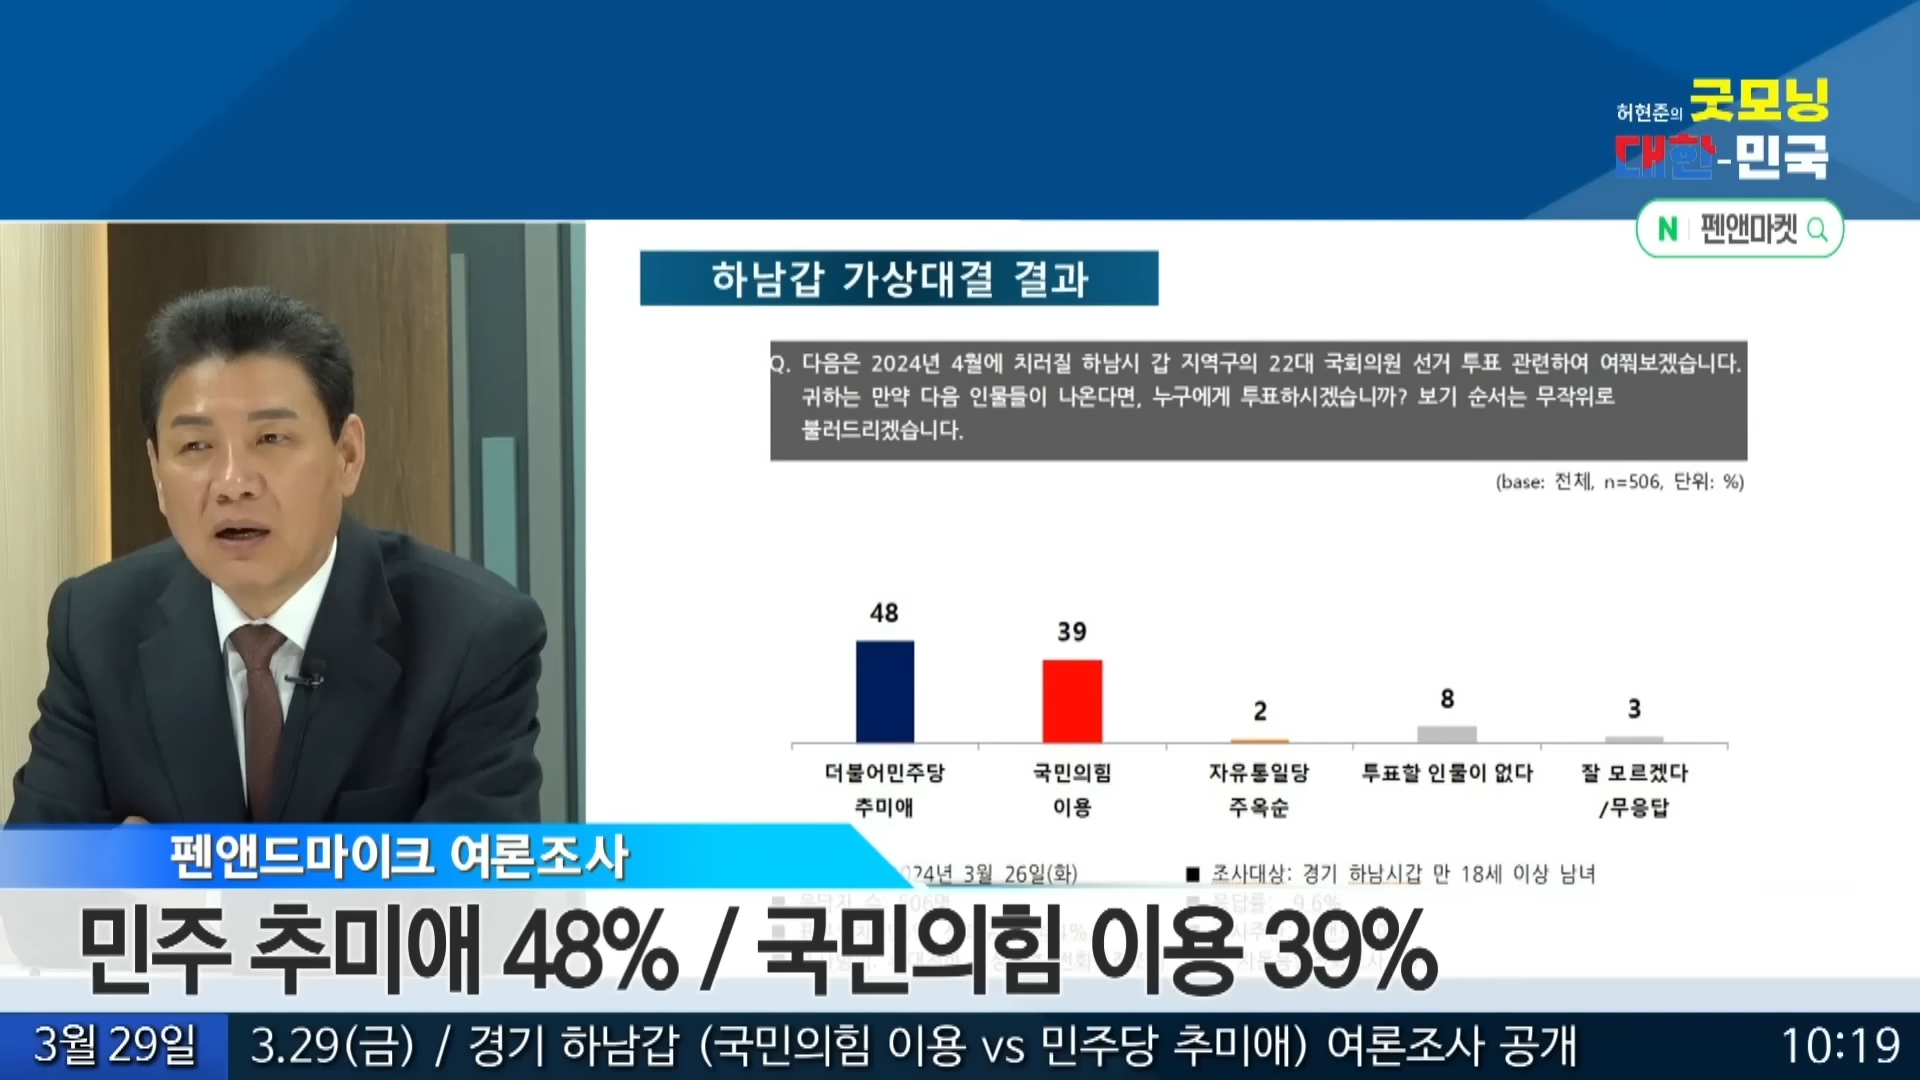 허현준의 굿모닝
대한-민국
N 펜앤마켓
하남갑 가상대결 결과
Q. 다음은 2024년 4월에 치러질 하남시 갑 지역구의 22대 국회의원 선거 투표 관련하여 여쭤보겠습니다.
귀하는 만약 다음 인물들이 나온다면, 누구에게 투표하시겠습니까? 보기 순서는 무작위로
불러드리겠습니다.
(base: 전체, n=506, 단위: %)
48
39
2
8
3
더불어민주당
추미애
국민의힘
이용
자유통일당
주옥순
투표할 인물이 없다
잘 모르겠다
/무응답
3월 26일(화)
■ 조사대상: 경기 하남시갑 만 18세 이상 남녀
■ 응답률: 9.6%
펜앤드마이크 여론조사
민주 추미애 48% / 국민의힘 이용 39%
3월 29일
3.29(금) / 경기 하남갑 (국민의힘 이용 vs 민주당 추미애) 여론조사 공개
10:19